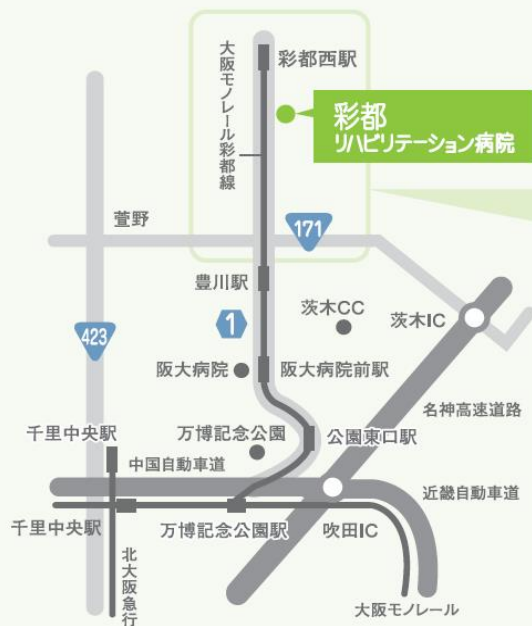 彩都西駅
大阪モノレール彩都線
彩都
リハビリテーション病院
171
萱野
豊川駅
1
茨木CC
茨木IC
423
阪大病院
阪大病院前駅
名神高速道路
千里中央駅
万博記念公園
公園東口駅
中国自動車道
近畿自動車道
千里中央駅
万博記念公園駅
吹田IC
北大阪急行
大阪モノレール